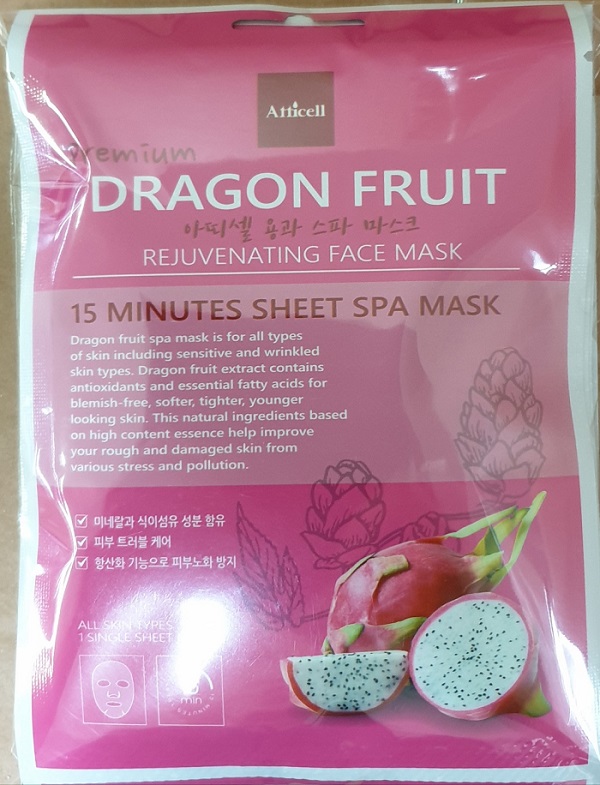 Atticell
Premium
DRAGON FRUIT
아띠셀 용과 스파 마스크
REJUVENATING FACE MASK
15 MINUTES SHEET SPA MASK
Dragon fruit spa mask is for all types
of skin including sensitive and wrinkled
skin types. Dragon fruit extract contains
antioxidants and essential fatty acids for
blemish-free, softer, tighter, younger
looking skin. This natural ingredients based
on high content essence help improve
your rough and damaged skin from
various stress and pollution.
미네랄과 식이섬유 성분 함유
피부 트러블 케어
항산화 기능으로 피부노화 방지
ALL SKIN TYPES
1 SINGLE SHEET
min